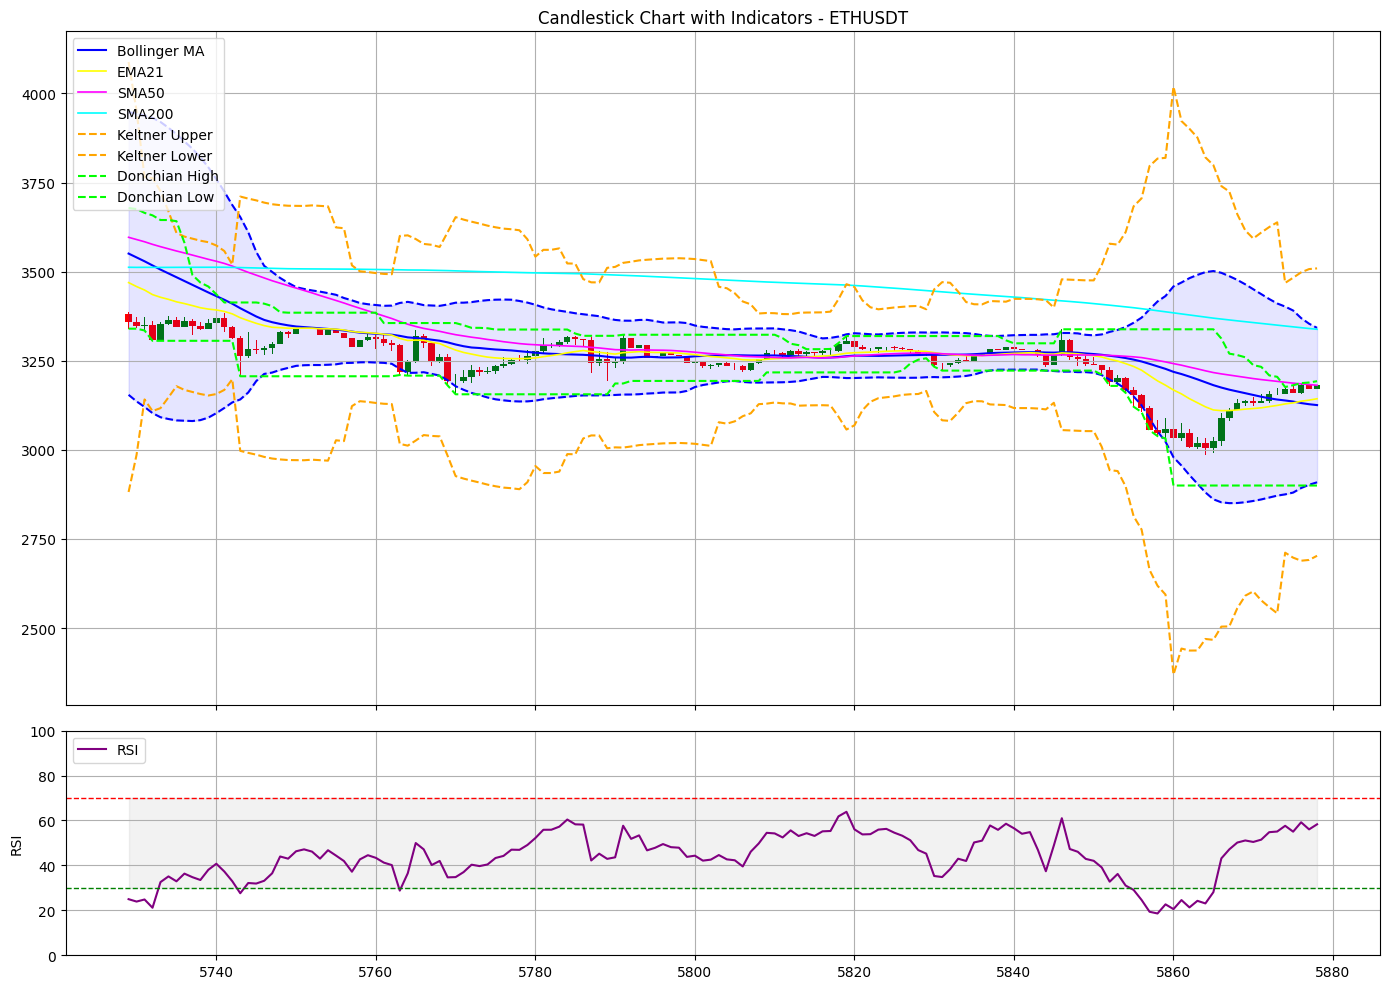 Candlestick Chart with Indicators - ETHUSDT
Bollinger MA
EMA21
SMA50
SMA200
Keltner Upper
Keltner Lower
Donchian High
Donchian Low
4000
3750
3500
3250
3000
2750
2500
RSI
100
80
60
40
20
0
RSI
5740
5760
5780
5800
5820
5840
5860
5880